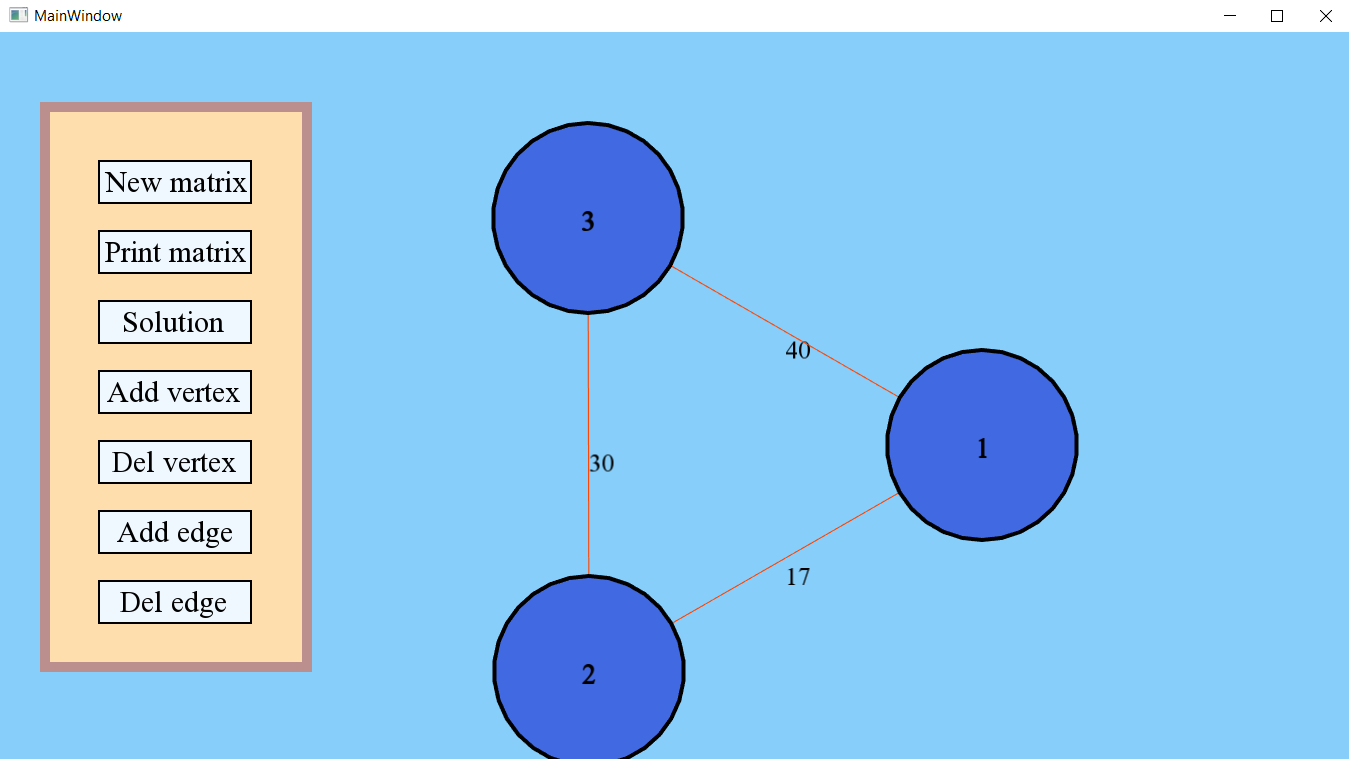 MainWindow
New matrix
Print matrix
Solution
Add vertex
Del vertex
Add edge
Del edge
3
40
1
30
17
2